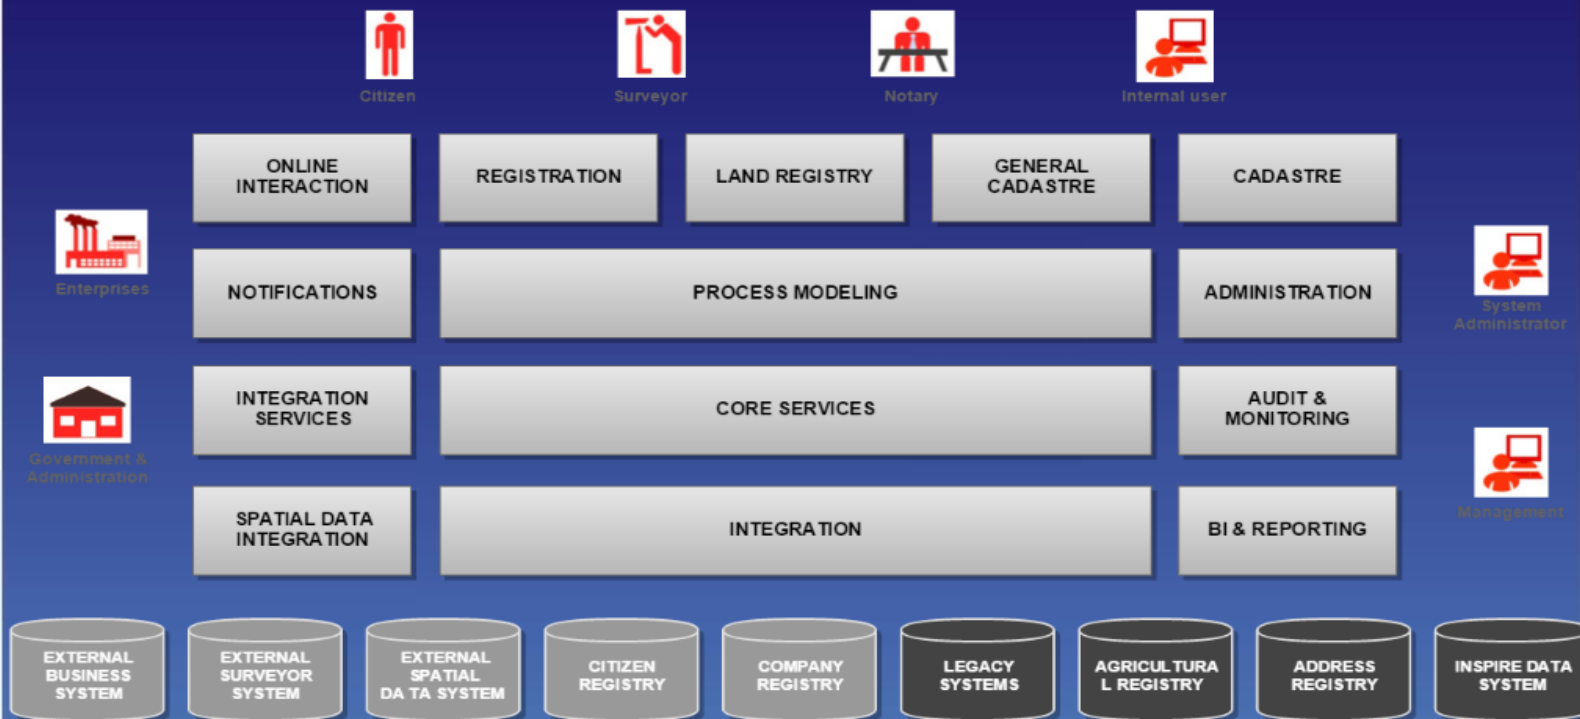 Citizen
Surveyor
Notary
Internal user
ONLINE
INTERACTION
REGISTRATION
LAND REGISTRY
GENERAL
CADASTRE
CADASTRE
Enterprises
NOTIFICATIONS
PROCESS MODELING
ADMINISTRATION
System
Administrator
Government &
Administration
INTEGRATION
SERVICES
CORE SERVICES
AUDIT &
MONITORING
Management
SPATIAL DATA
INTEGRATION
INTEGRATION
BI & REPORTING
EXTERNAL
BUSINESS
SYSTEM
EXTERNAL
SURVEYOR
SYSTEM
EXTERNAL
SPATIAL
DA TA SYSTEM
CITIZEN
REGISTRY
COMPANY
REGISTRY
LEGACY
SYSTEMS
AGRICULTURA
L REGISTRY
ADDRESS
REGISTRY
INSPIRE DATA
SYSTEM